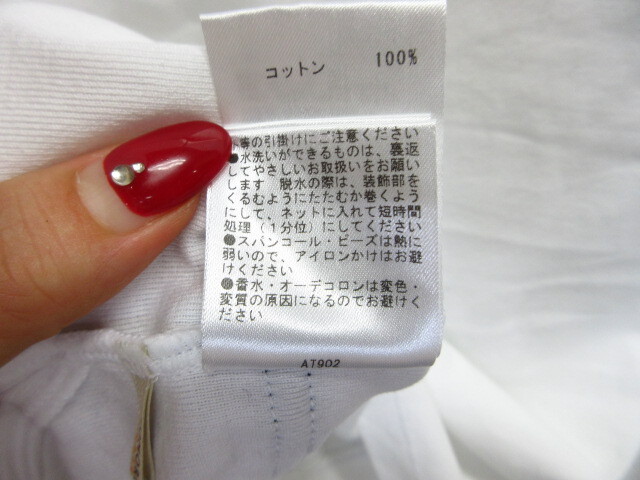 コットン 100%
等の引掛けにご注意ください
●水洗いができるものは、裏返
してやさしいお取扱いをお願い
します 脱水の際は、装飾部を
くるむようにたたむか巻くよう
にして、ネットに入れて短時間
処理(1分位)にしてください
●スパンコール・ビーズは熱に
弱いので、アイロンかけはお避
けください
●香水・オーデコロンは変色・
変質の原因になるのでお避けく
ださい
AT902